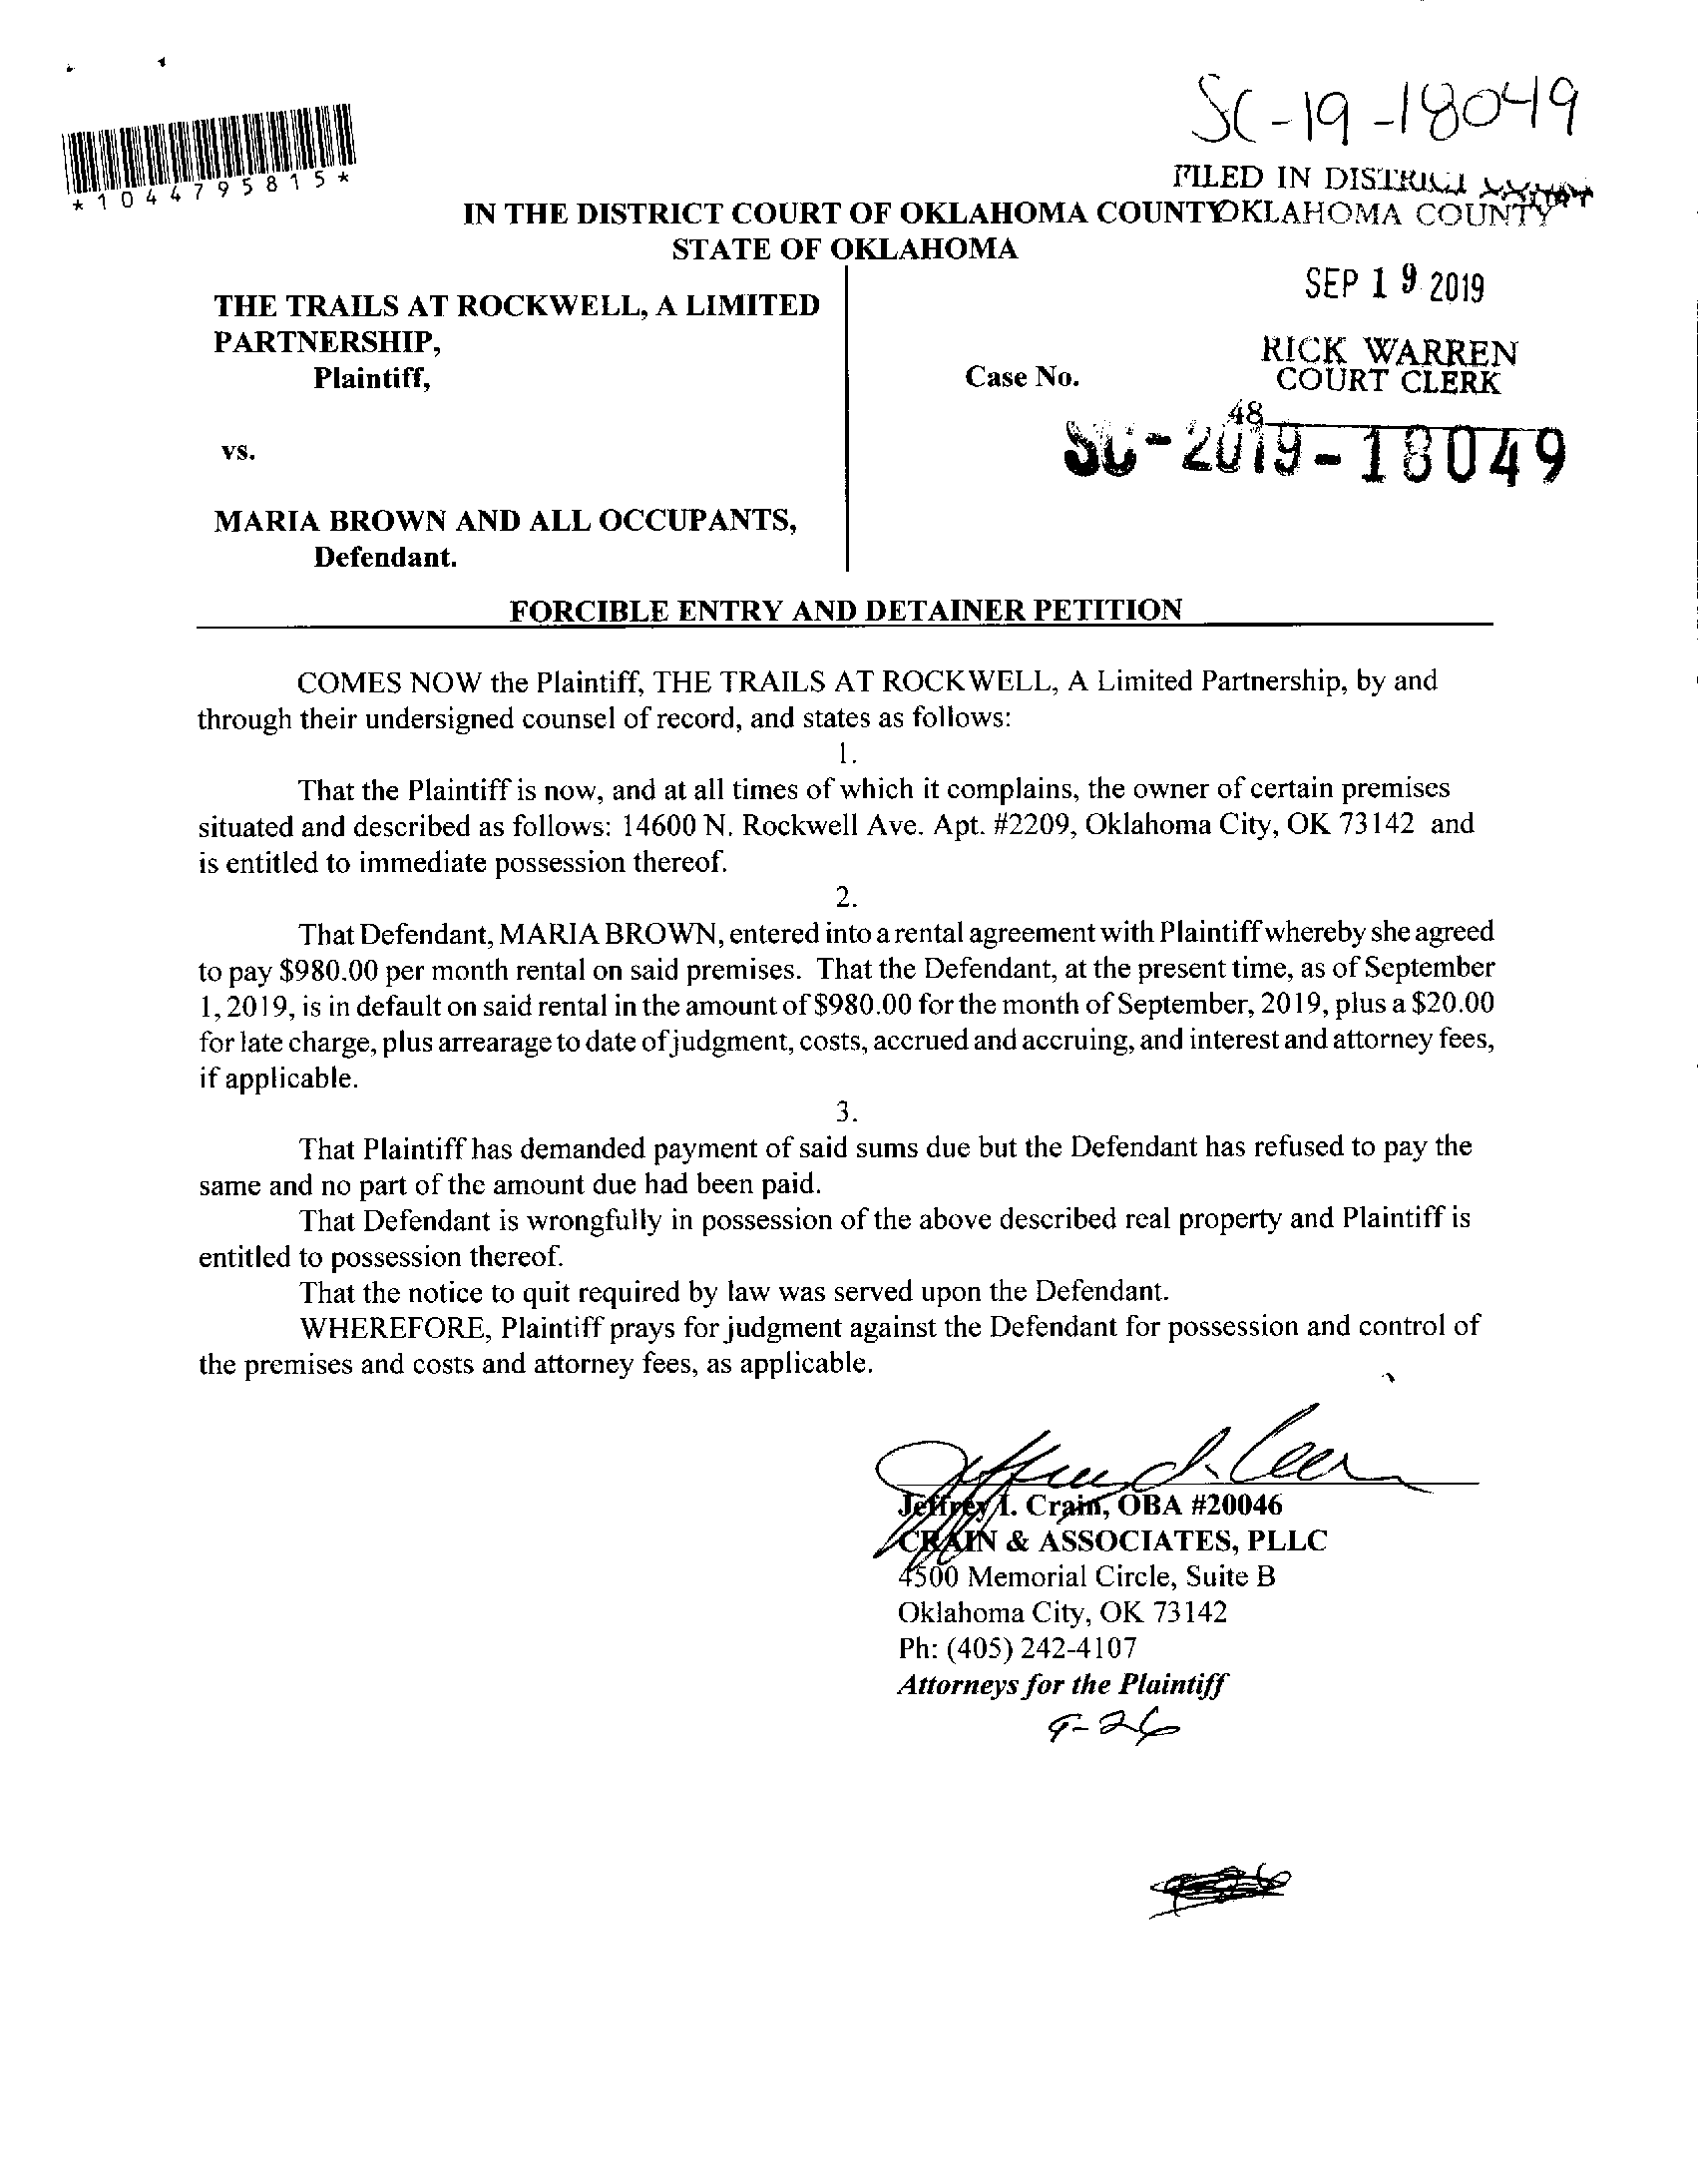 SC-19-18049
*1044795815*
FILED IN DISTRICT
IN THE DISTRICT COURT OF OKLAHOMA COUNTY OKLAHOMA COUNTY
STATE OF OKLAHOMA
SEP 19 2019
THE TRAILS AT ROCKWELL, A LIMITED
PARTNERSHIP,
Plaintiff,
Case No.
RICK WARREN
COURT CLERK
48
SC-2019-18049
vs.
MARIA BROWN AND ALL OCCUPANTS,
Defendant.
FORCIBLE ENTRY AND DETAINER PETITION
COMES NOW the Plaintiff, THE TRAILS AT ROCKWELL, A Limited Partnership, by and
through their undersigned counsel of record, and states as follows:
1.
That the Plaintiff is now, and at all times of which it complains, the owner of certain premises
situated and described as follows: 14600 N. Rockwell Ave. Apt. #2209, Oklahoma City, OK 73142 and
is entitled to immediate possession thereof.
2.
That Defendant, MARIA BROWN, entered into a rental agreement with Plaintiff whereby she agreed
to pay $980.00 per month rental on said premises. That the Defendant, at the present time, as of September
1, 2019, is in default on said rental in the amount of $980.00 for the month of September, 2019, plus a $20.00
for late charge, plus arrearage to date of judgment, costs, accrued and accruing, and interest and attorney fees,
if applicable.
3.
That Plaintiff has demanded payment of said sums due but the Defendant has refused to pay the
same and no part of the amount due had been paid.
That Defendant is wrongfully in possession of the above described real property and Plaintiff is
entitled to possession thereof.
That the notice to quit required by law was served upon the Defendant.
WHEREFORE, Plaintiff prays for judgment against the Defendant for possession and control of
the premises and costs and attorney fees, as applicable.
Jeffrey I. Crain, OBA #20046
CRAIN & ASSOCIATES, PLLC
4500 Memorial Circle, Suite B
Oklahoma City, OK 73142
Ph: (405) 242-4107
Attorneys for the Plaintiff
9-26